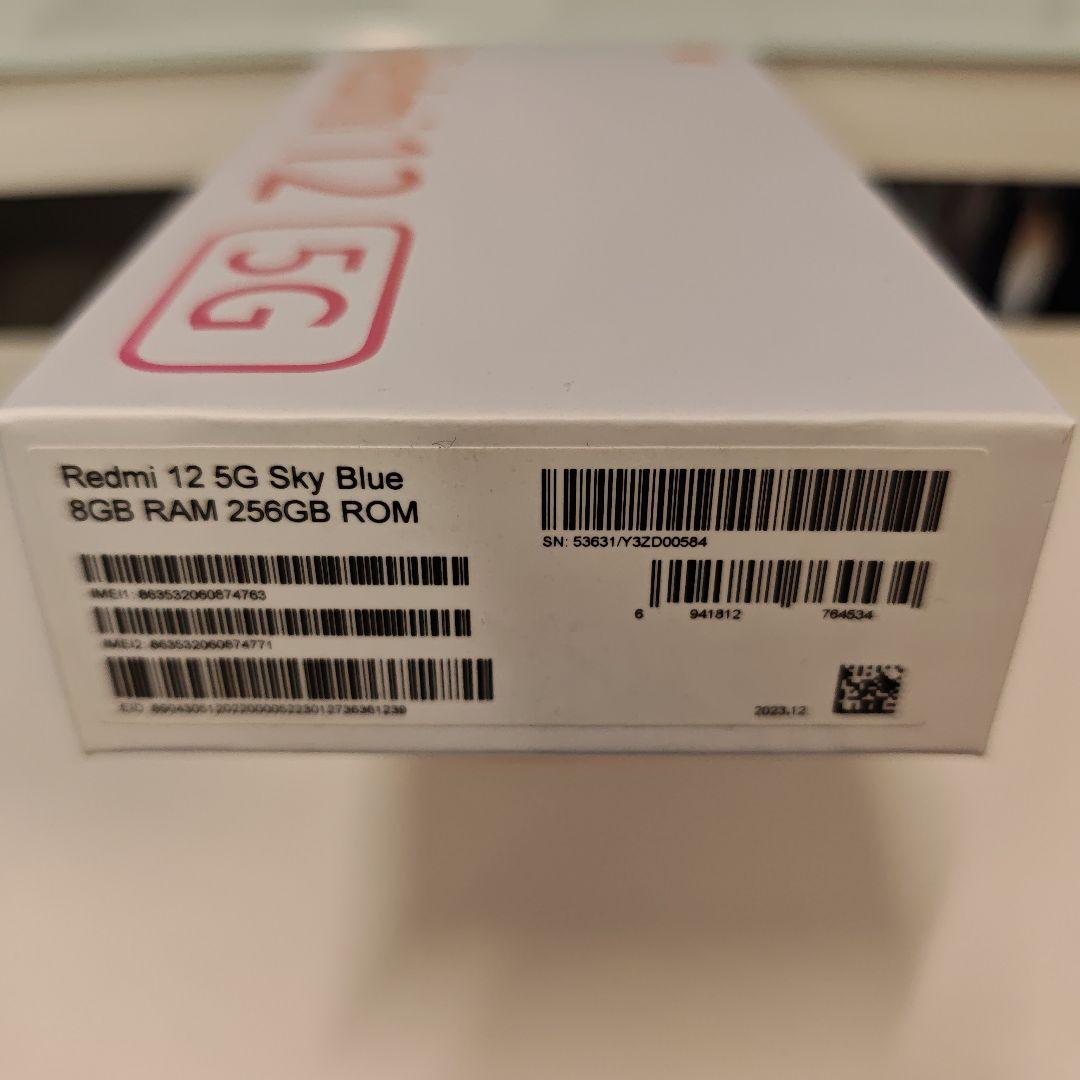 12
5G
Redmi 12 5G Sky Blue
8GB RAM 256GB ROM
SN: 53631/Y3ZD00584
IMEI1: 863532060874763
6 941812 764534
IMEI2: 863532060874771
2023.12